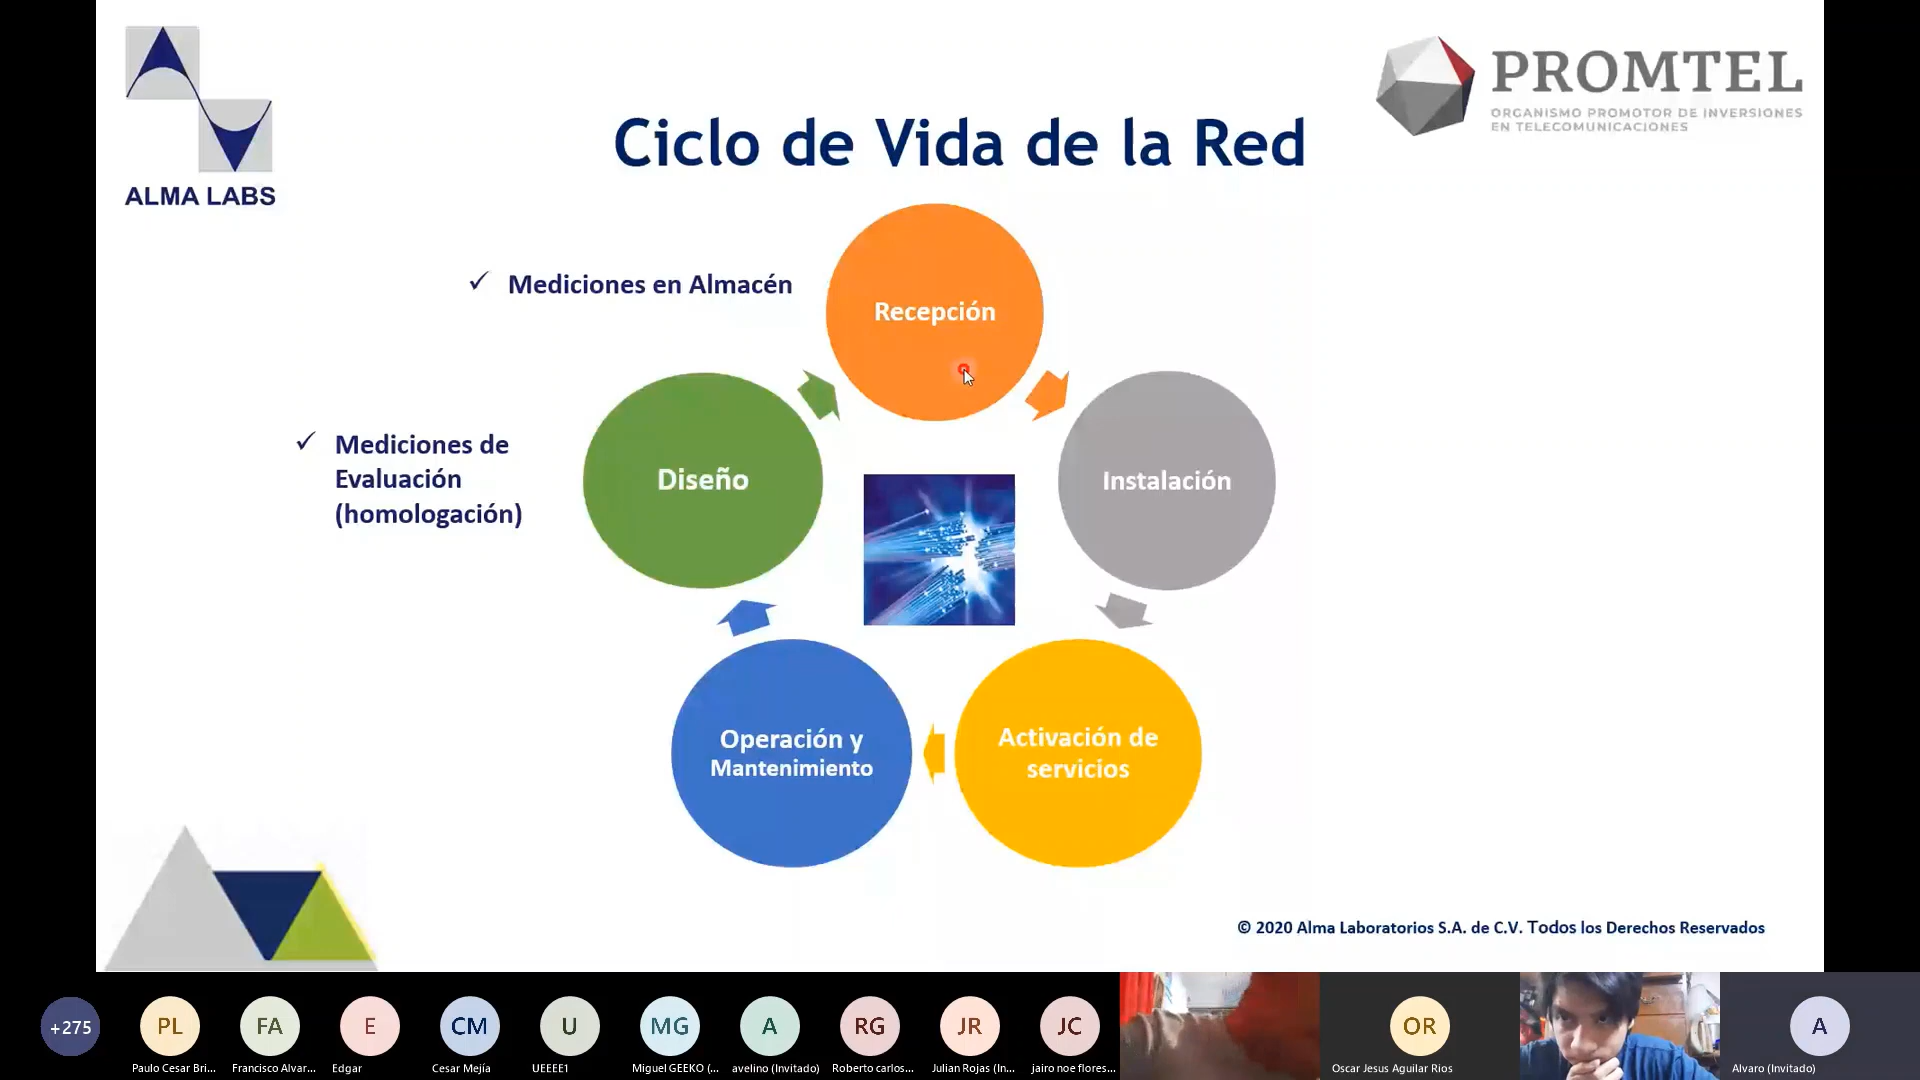 PROMTEL
ORGANISMO PROMOTOR DE INVERSIONES
EN TELECOMUNICACIONES
ALMA LABS
Ciclo de Vida de la Red
✓ Mediciones en Almacén
Recepción
✓ Mediciones de
Evaluación
(homologación)
Diseño
Instalación
Operación y
Mantenimiento
Activación de
servicios
© 2020 Alma Laboratorios S.A. de C.V. Todos los Derechos Reservados
+275
PL
FA
E
CM
U
MG
A
RG
JR
JC
OR
A
Paulo Cesar Bri...
Francisco Alvar...
Edgar
Cesar Mejía
UEEEE1
Miguel GEEKO (...
avelino (Invitado)
Roberto carlos...
Julian Rojas (In...
jairo noe flores...
Oscar Jesus Aguilar Rios
Alvaro (Invitado)